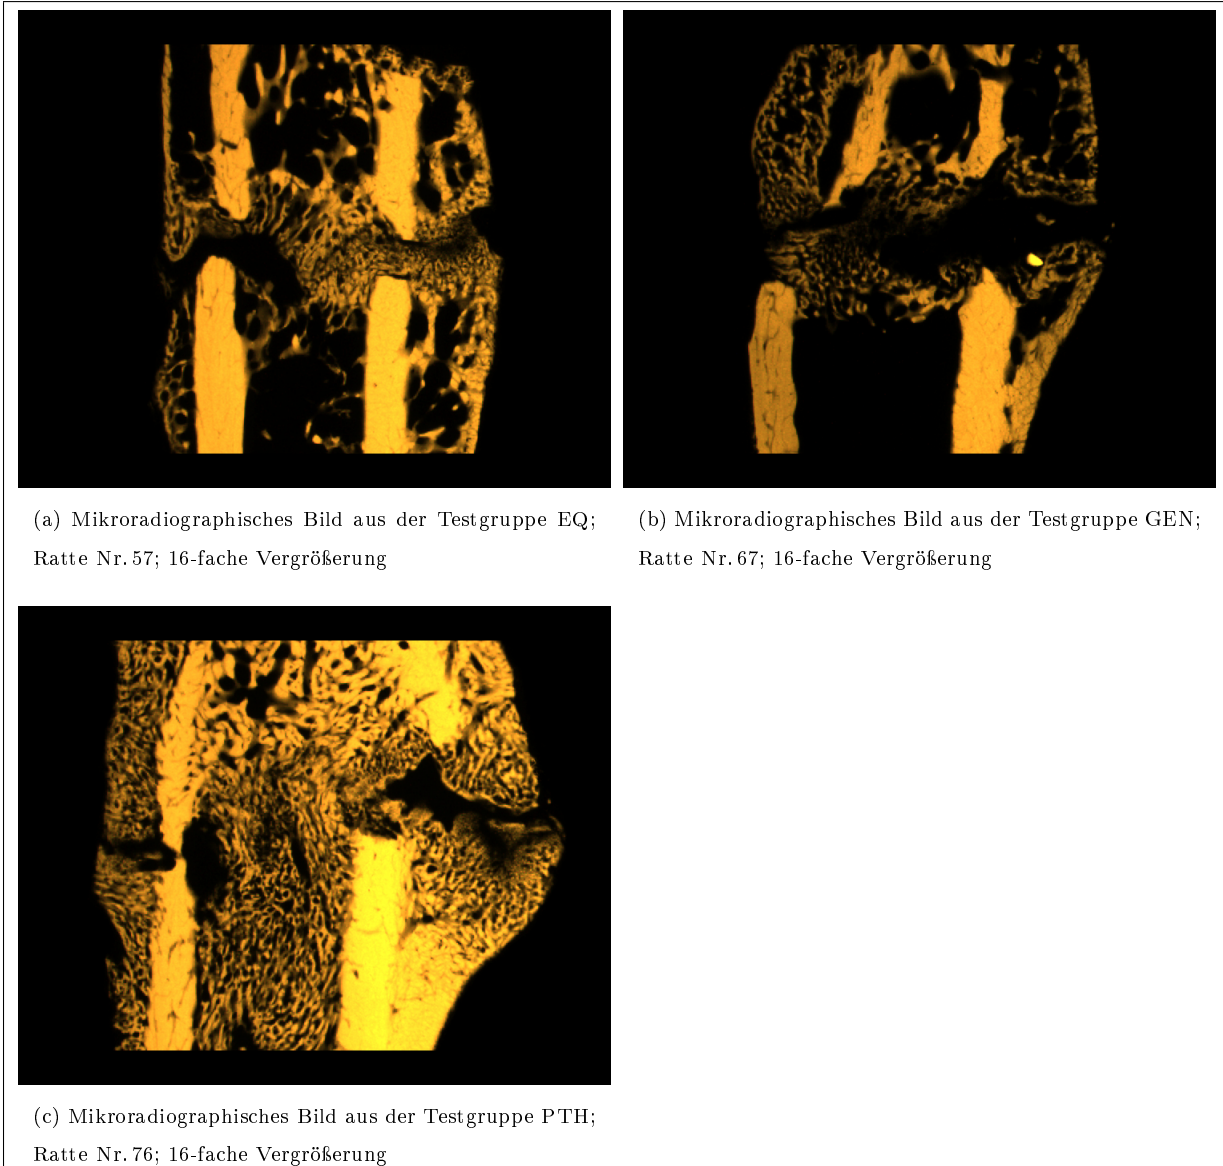 (a) Mikroradiographisches Bild aus der Testgruppe EQ;
Ratte Nr. 57; 16-fache Vergrößerung
(b) Mikroradiographisches Bild aus der Testgruppe GEN;
Ratte Nr. 67; 16-fache Vergrößerung
(c) Mikroradiographisches Bild aus der Testgruppe PTH;
Ratte Nr. 76; 16-fache Vergrößerung